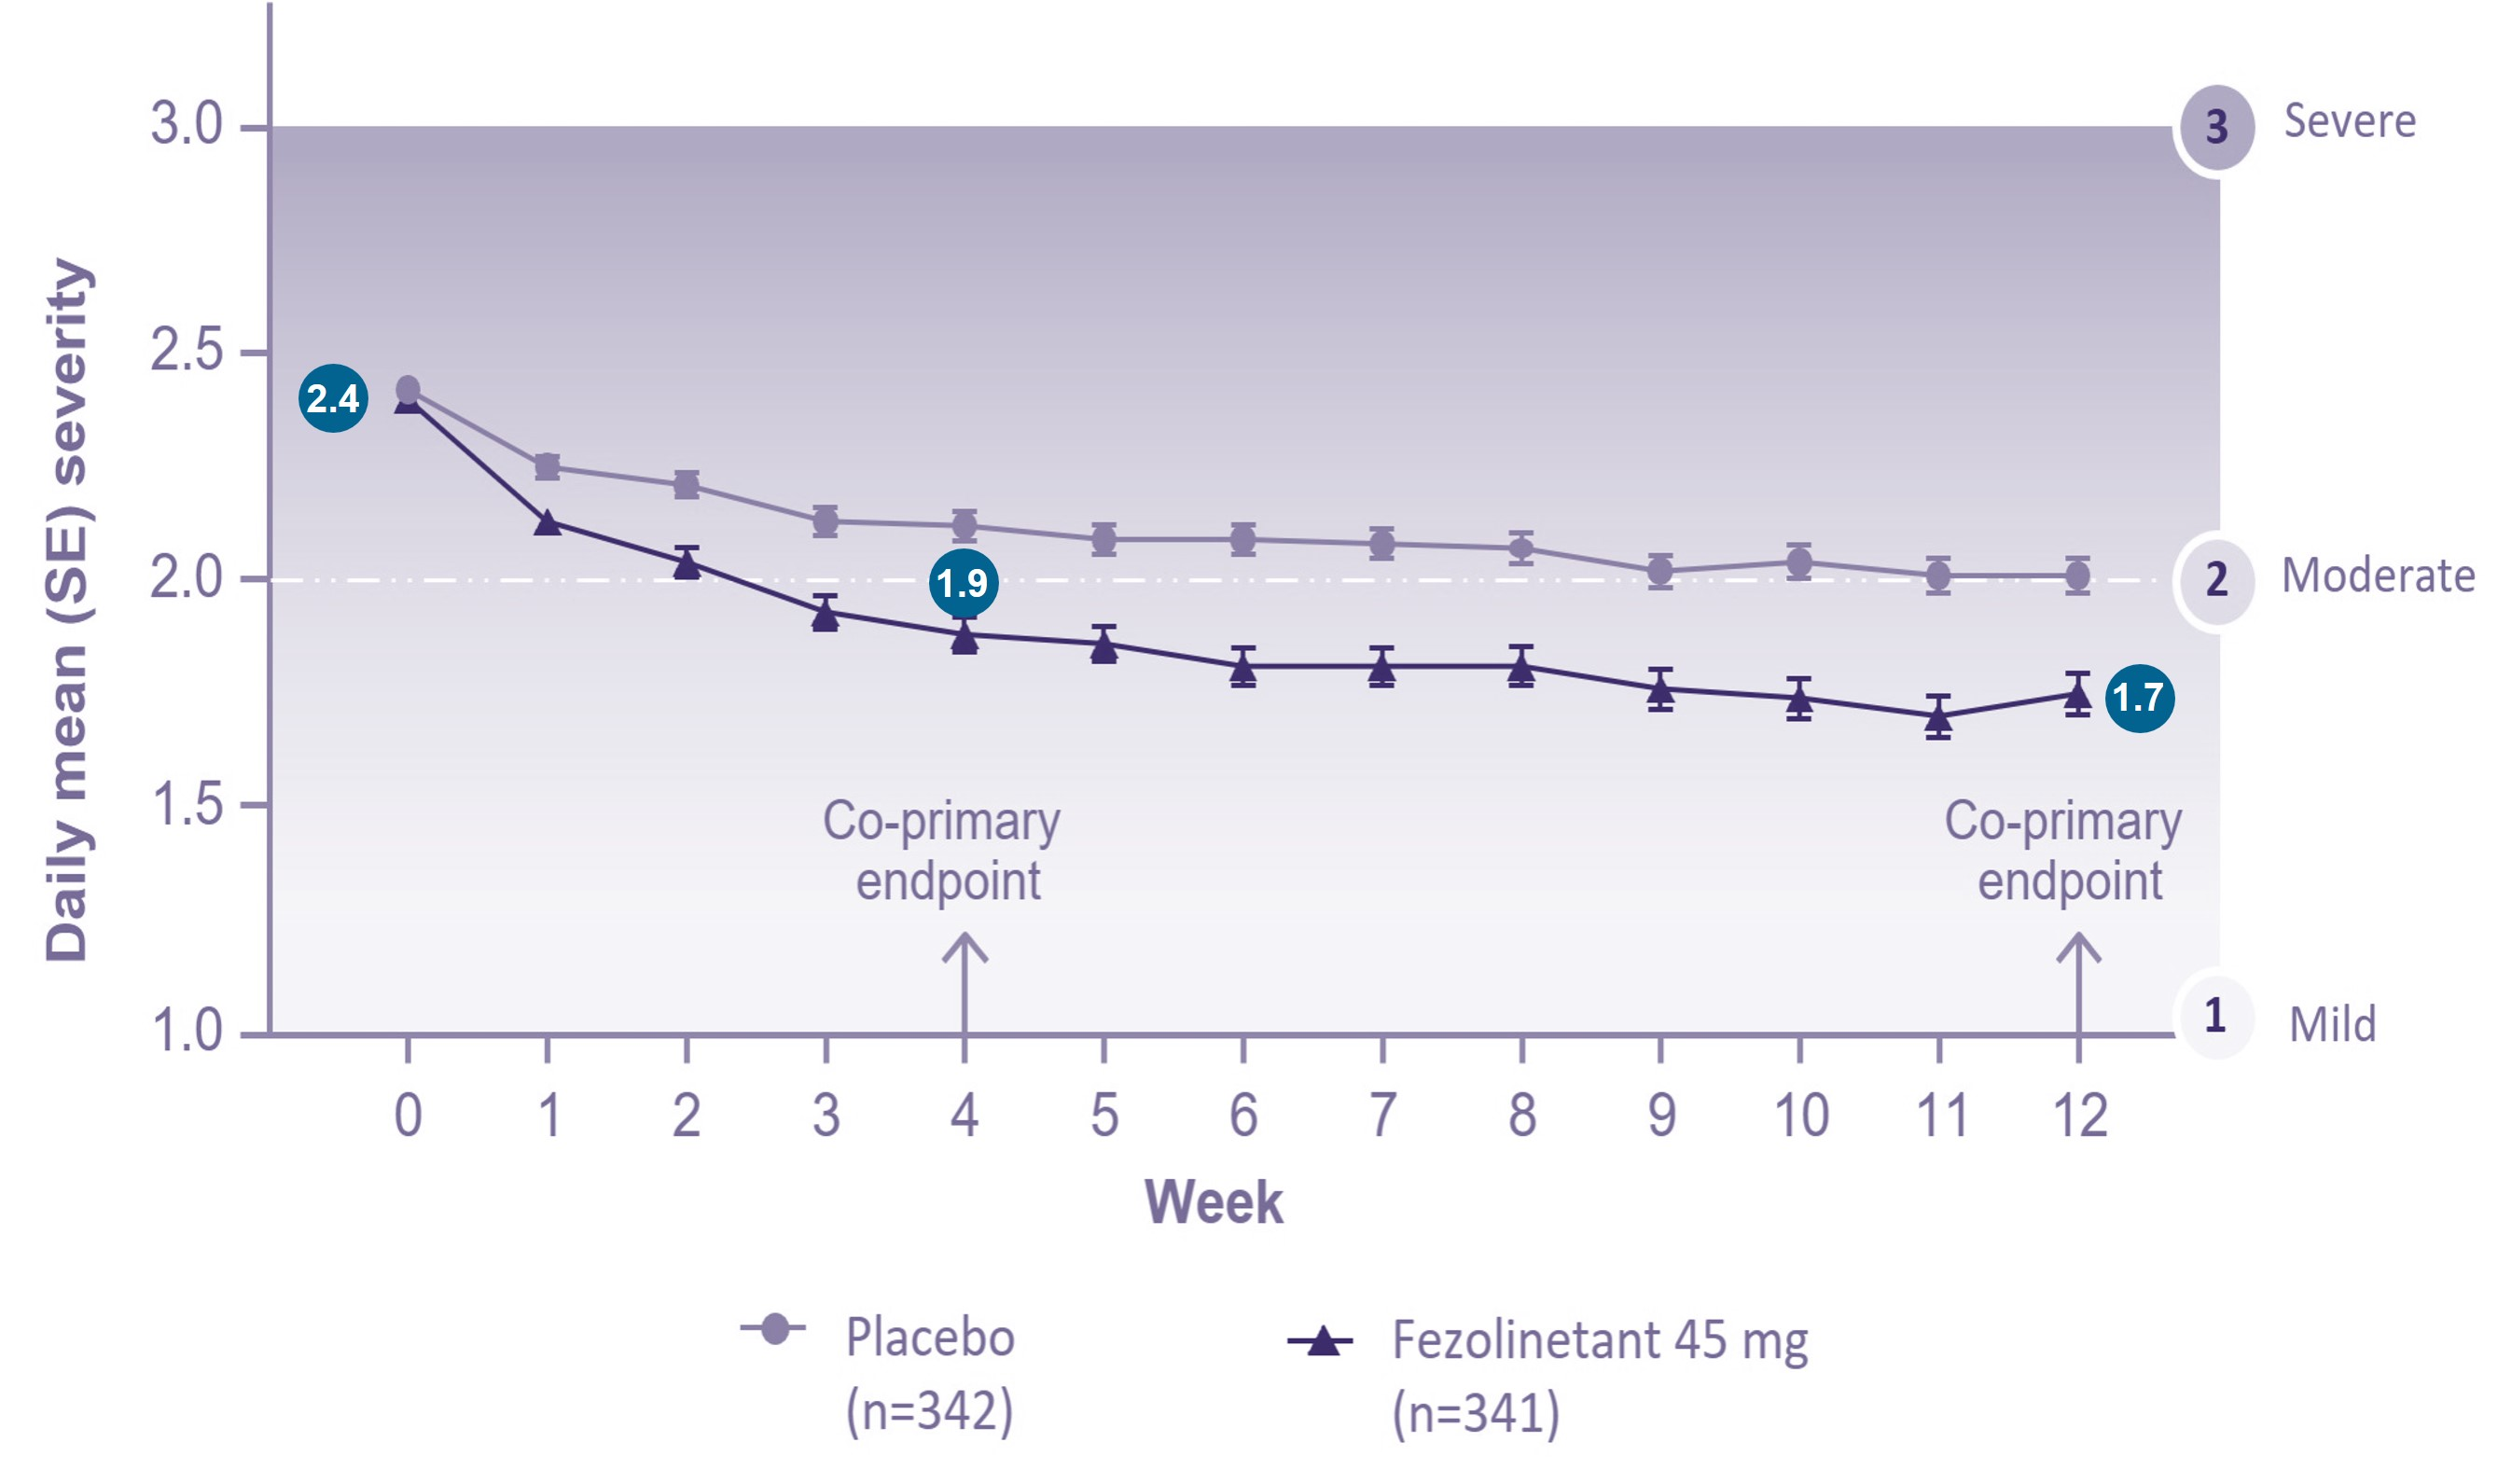 Daily mean (SE) severity
3.0
2.5
2.0
1.5
1.0
3 Severe
2 Moderate
1 Mild
2.4
1.9
1.7
Co-primary
endpoint
Co-primary
endpoint
0 1 2 3 4 5 6 7 8 9 10 11 12
Week
Placebo
(n=342)
Fezolinetant 45 mg
(n=341)